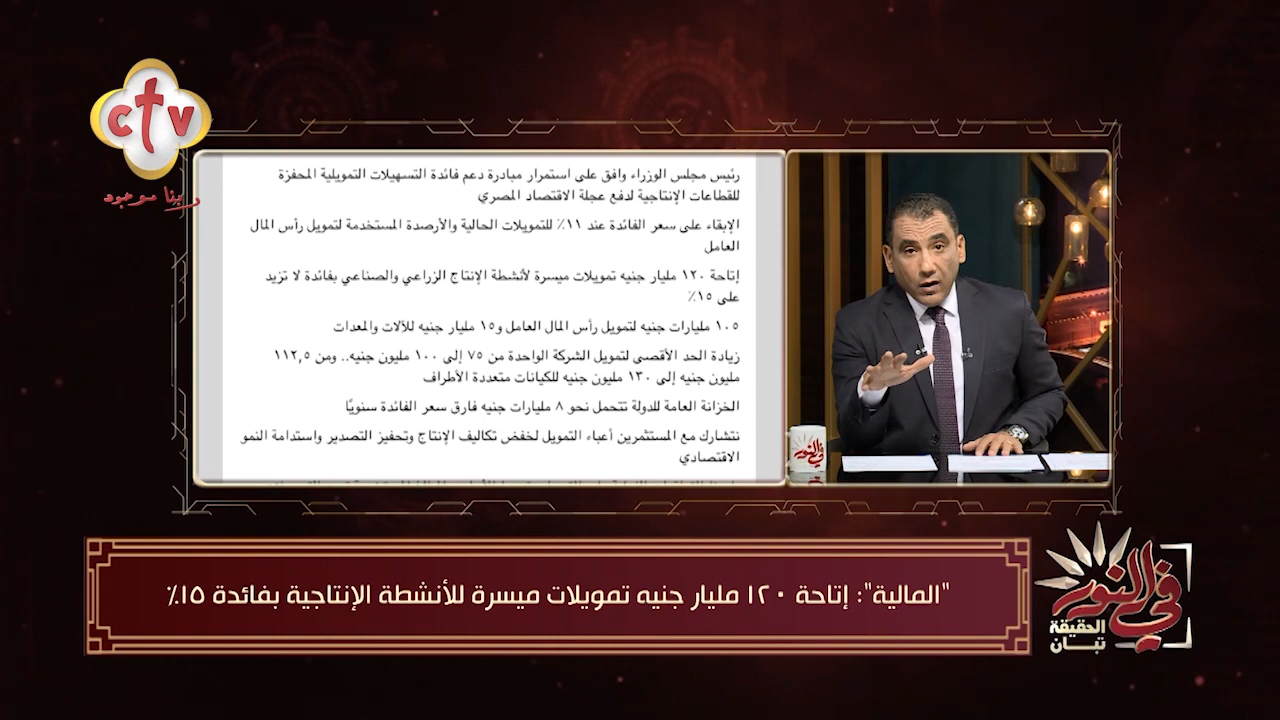 ctv
ربنا موجود
رئيس مجلس الوزراء وافق على استمرار مبادرة دعم فائدة التسهيلات التمويلية المحفزة
للقطاعات الإنتاجية لدفع عجلة الاقتصاد المصري
الإبقاء على سعر الفائدة عند ١١٪ للتمويلات الحالية والأرصدة المستخدمة لتمويل رأس المال
العامل
إتاحة ١٢٠ مليار جنيه تمويلات ميسرة لأنشطة الإنتاج الزراعي والصناعي بفائدة لا تزيد
على ١٥٪
١٠٥ مليارات جنيه لتمويل رأس المال العامل و١٥ مليار جنيه للآلات والمعدات
زيادة الحد الأقصى لتمويل الشركة الواحدة من ٧٥ إلى ١٠٠ مليون جنيه.. ومن ١١٢,٥
مليون جنيه إلى ١٣٠ مليون جنيه للكيانات متعددة الأطراف
الخزانة العامة للدولة تتحمل نحو ٨ مليارات جنيه فارق سعر الفائدة سنويًا
نتشارك مع المستثمرين أعباء التمويل لخفض تكاليف الإنتاج وتحفيز التصدير واستدامة النمو
الاقتصادي
في النور
"المالية": إتاحة ١٢٠ مليار جنيه تمويلات ميسرة للأنشطة الإنتاجية بفائدة ١٥٪
في النور
الحقيقة
تبان